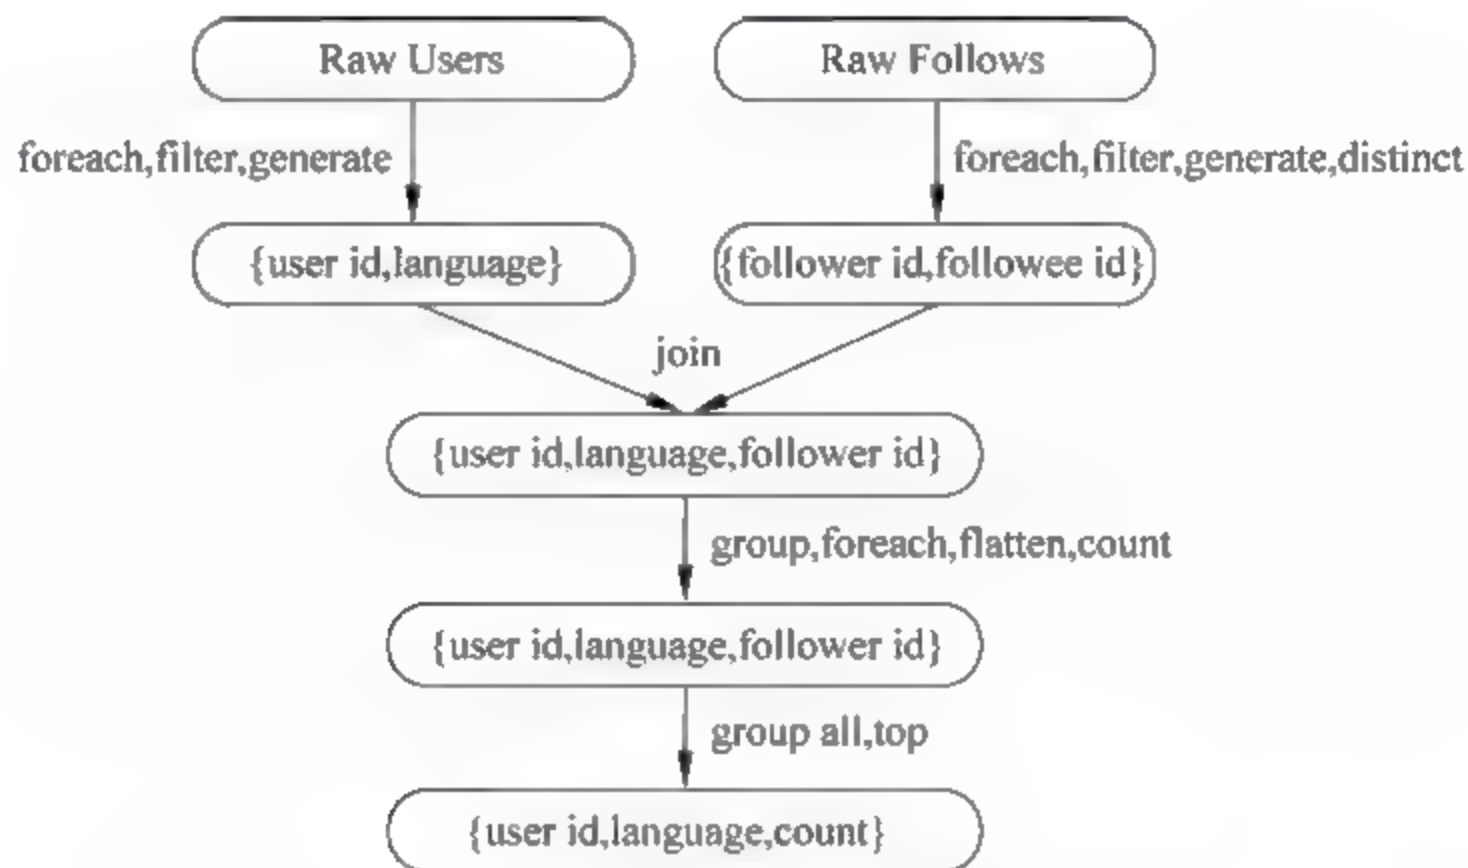 Raw Users
Raw Follows
foreach,filter,generate
foreach,filter,generate,distinct
{user id,language}
{follower id,followee id}
join
{user id,language,follower id}
group,foreach,flatten,count
{user id,language,follower id}
group all,top
{user id,language,count}